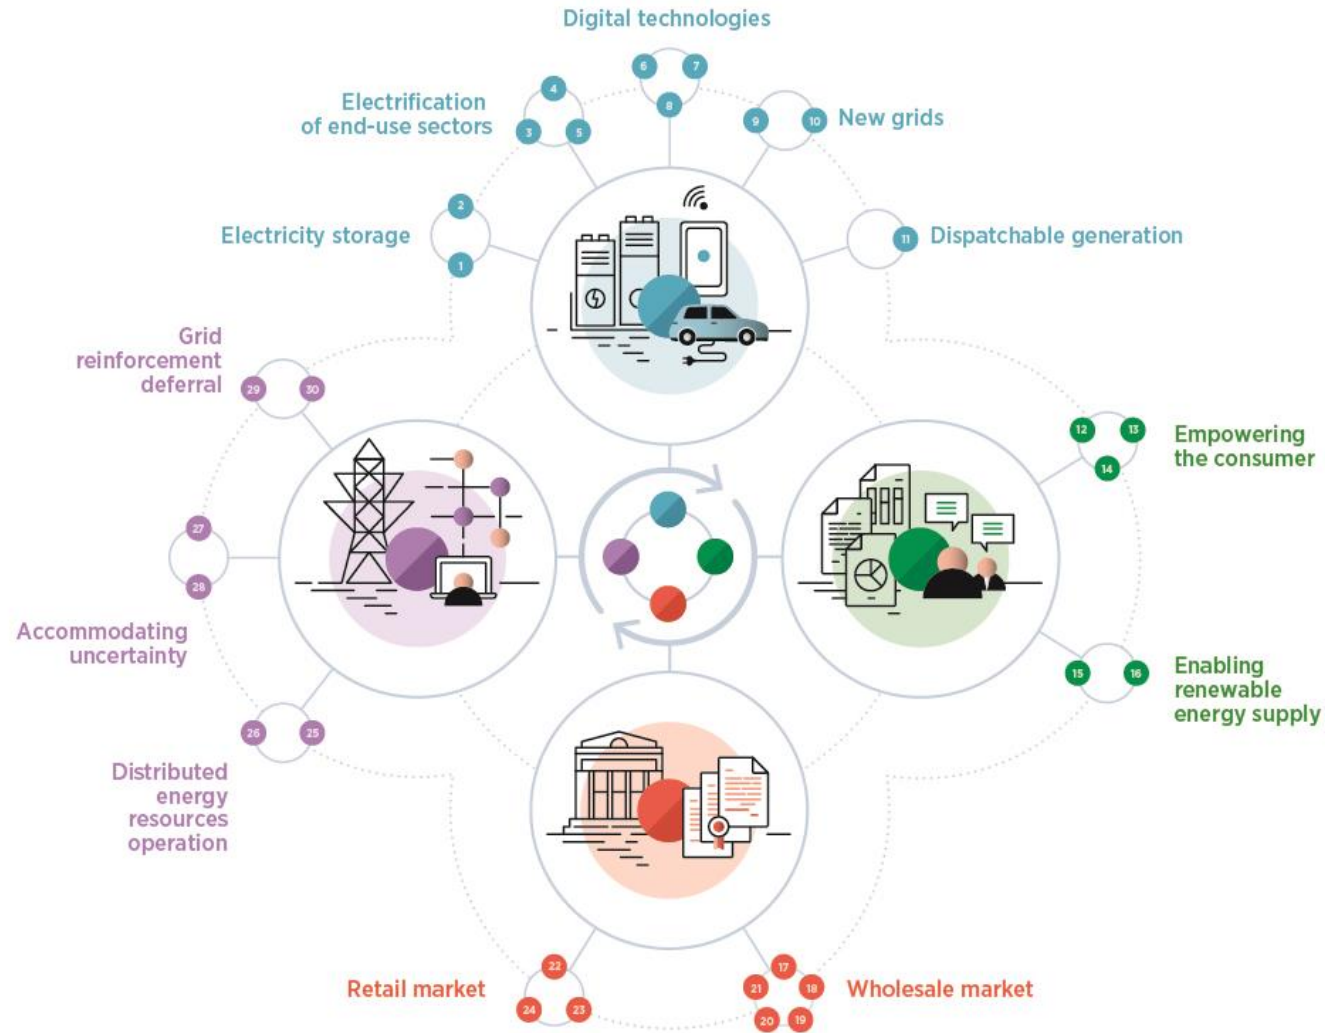 Digital technologies
6
7
8
Electrification
of end-use sectors
4
3
5
9
10
New grids
Electricity storage
2
1
11
Dispatchable generation
Grid
reinforcement
deferral
29
30
12
13
14
Empowering
the consumer
27
28
Accommodating
uncertainty
15
16
Enabling
renewable
energy supply
26
25
Distributed
energy
resources
operation
Retail market
22
24
23
17
21
18
20
19
Wholesale market